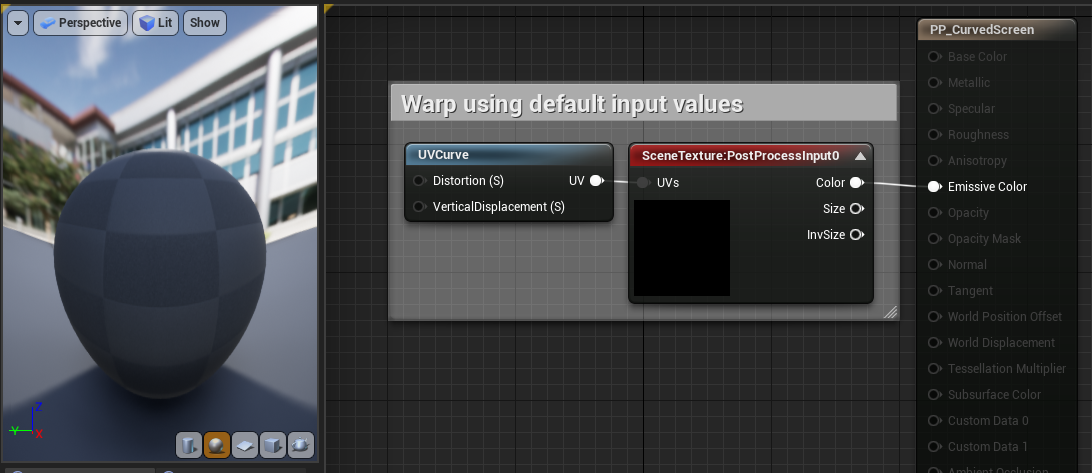 Perspective
Lit
Show
PP_CurvedScreen
Base Color
Metallic
Specular
Roughness
Anisotropy
Emissive Color
Opacity
Opacity Mask
Normal
Tangent
World Position Offset
World Displacement
Tessellation Multiplier
Subsurface Color
Custom Data 0
Custom Data 1
Ambient Occlusion
Warp using default input values
UVCurve
Distortion (S)
UV
VerticalDisplacement (S)
SceneTexture:PostProcessInput0
UVs
Color
Size
InvSize
Z
Y
X